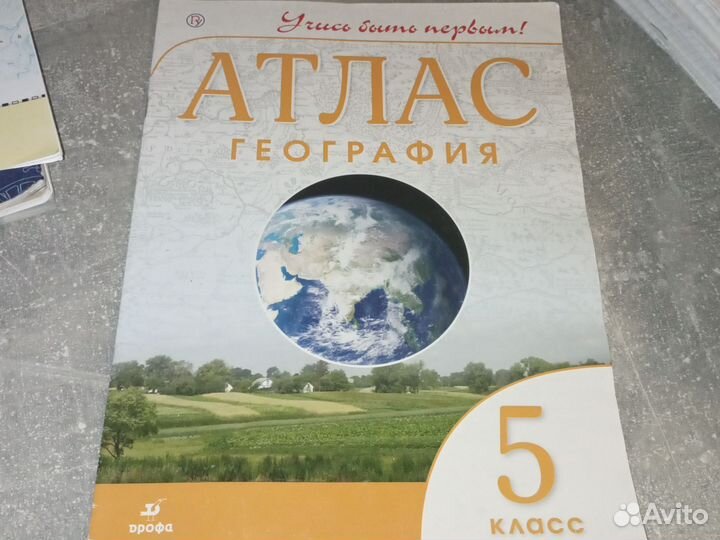 Учись быть первым!
АТЛАС
ГЕОГРАФИЯ
5
класс
дрофа
Avito